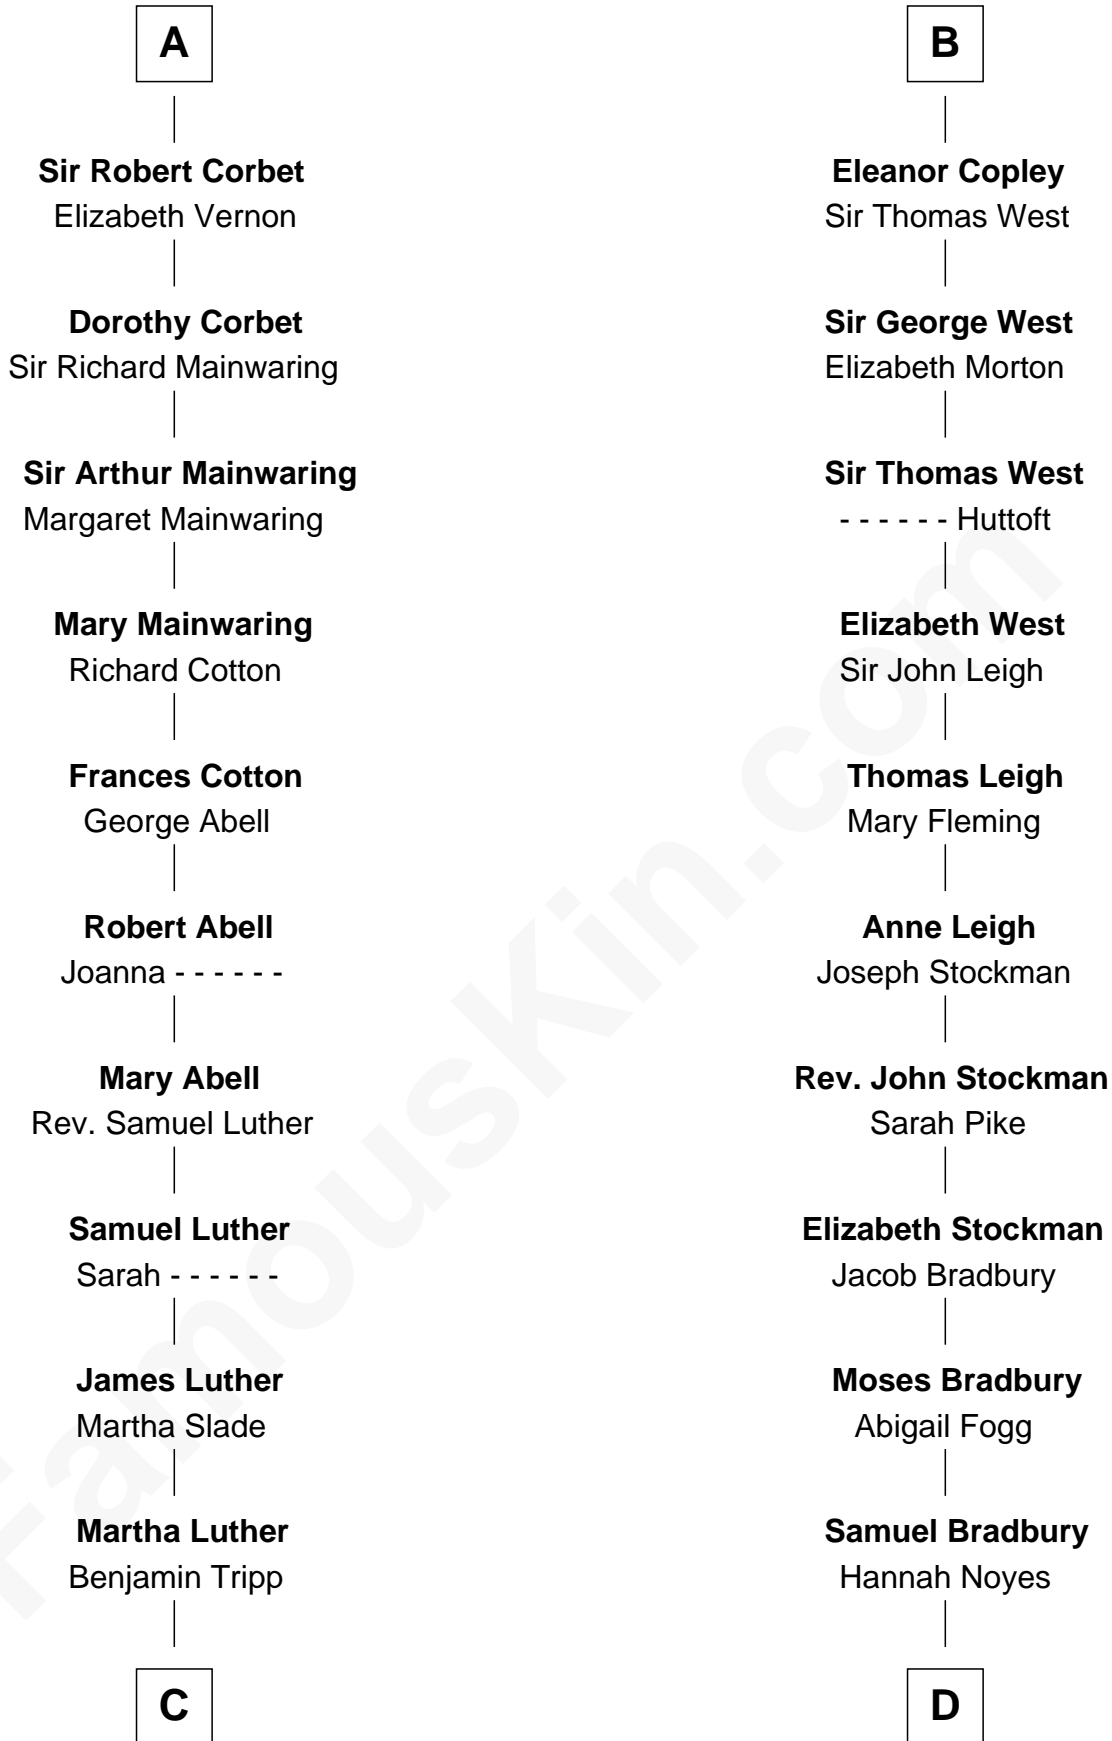 A
Sir Robert Corbet
Elizabeth Vernon
Dorothy Corbet
Sir Richard Mainwaring
Sir Arthur Mainwaring
Margaret Mainwaring
Mary Mainwaring
Richard Cotton
Frances Cotton
George Abell
Robert Abell
Joanna - - - - - -
Mary Abell
Rev. Samuel Luther
Samuel Luther
Sarah - - - - - -
James Luther
Martha Slade
Martha Luther
Benjamin Tripp
C
B
Eleanor Copley
Sir Thomas West
Sir George West
Elizabeth Morton
Sir Thomas West
- - - - - - Huttoft
Elizabeth West
Sir John Leigh
Thomas Leigh
Mary Fleming
Anne Leigh
Joseph Stockman
Rev. John Stockman
Sarah Pike
Elizabeth Stockman
Jacob Bradbury
Moses Bradbury
Abigail Fogg
Samuel Bradbury
Hannah Noyes
D
FamousKin.com